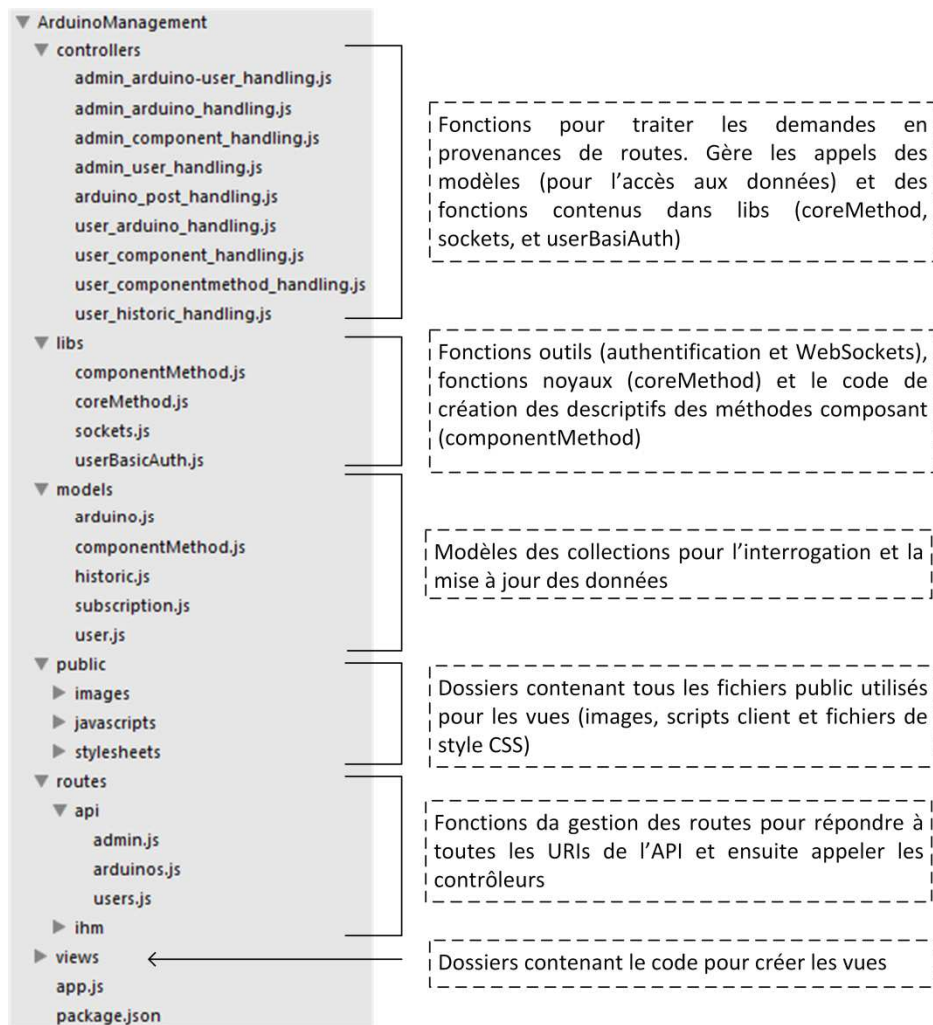 ArduinoManagement
controllers
admin_arduino-user_handling.js
admin_arduino_handling.js
admin_component_handling.js
admin_user_handling.js
arduino_post_handling.js
user_arduino_handling.js
user_component_handling.js
user_componentmethod_handling.js
user_historic_handling.js
Fonctions pour traiter les demandes en
provenances de routes. Gère les appels des
modèles (pour l'accès aux données) et des
fonctions contenus dans libs (coreMethod,
sockets, et userBasiAuth)
libs
componentMethod.js
coreMethod.js
sockets.js
userBasicAuth.js
Fonctions outils (authentification et WebSockets),
fonctions noyaux (coreMethod) et le code de
création des descriptifs des méthodes composant
(componentMethod)
models
arduino.js
componentMethod.js
historic.js
subscription.js
user.js
Modèles des collections pour l'interrogation et la
mise à jour des données
public
images
javascripts
stylesheets
Dossiers contenant tous les fichiers public utilisés
pour les vues (images, scripts client et fichiers de
style CSS)
routes
api
admin.js
arduinos.js
users.js
ihm
Fonctions da gestion des routes pour répondre à
toutes les URIs de l'API et ensuite appeler les
contrôleurs
views
Dossiers contenant le code pour créer les vues
app.js
package.json